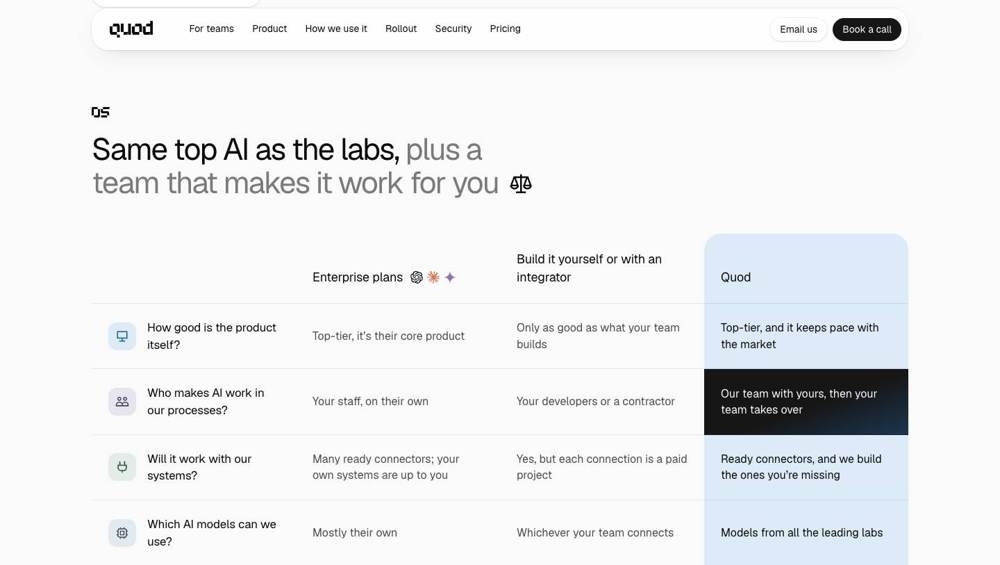 quod
For teams
Product
How we use it
Rollout
Security
Pricing
Email us
Book a call
05
Same top AI as the labs, plus a
team that makes it work for you
Enterprise plans
Build it yourself or with an
integrator
Quod
How good is the product
itself?
Top-tier, it's their core product
Only as good as what your team
builds
Top-tier, and it keeps pace with
the market
Who makes AI work in
our processes?
Your staff, on their own
Your developers or a contractor
Our team with yours, then your
team takes over
Will it work with our
systems?
Many ready connectors; your
own systems are up to you
Yes, but each connection is a paid
project
Ready connectors, and we build
the ones you're missing
Which AI models can we
use?
Mostly their own
Whichever your team connects
Models from all the leading labs